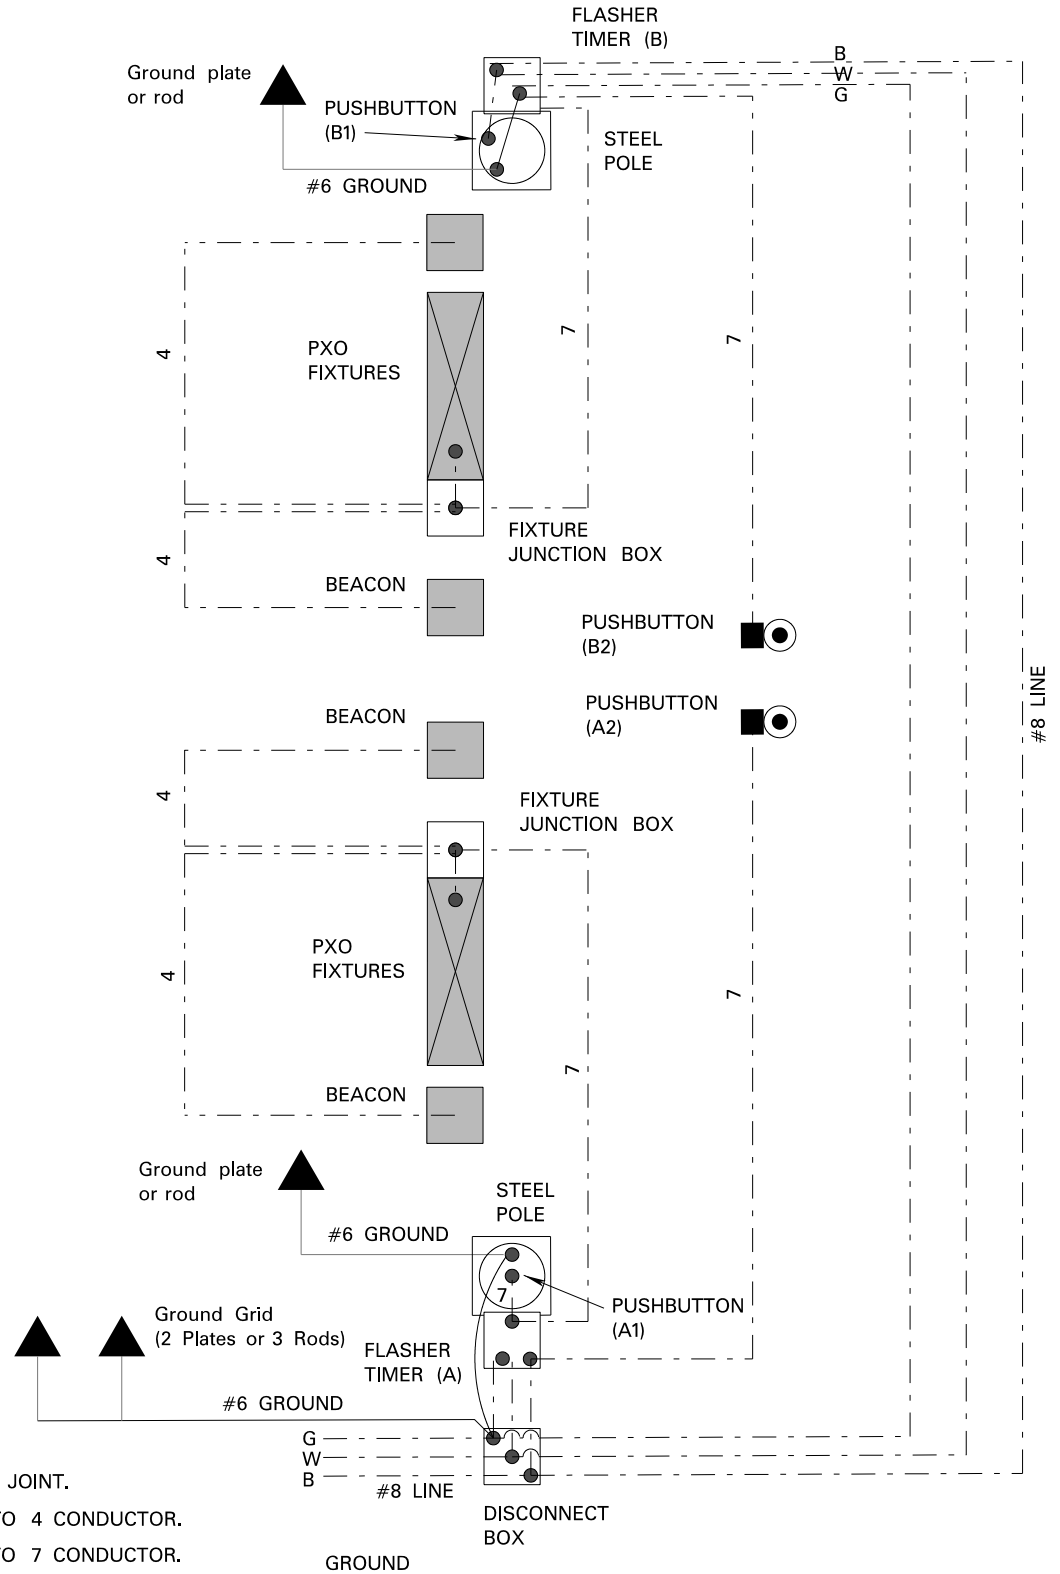 FLASHER
TIMER (B)
B
W
G
Ground plate
or rod
PUSHBUTTON
(B1)
STEEL
POLE
#6 GROUND
7
7
4
PXO
FIXTURES
FIXTURE
JUNCTION BOX
4
BEACON
PUSHBUTTON
(B2)
#8 LINE
PUSHBUTTON
(A2)
BEACON
4
FIXTURE
JUNCTION BOX
PXO
FIXTURES
4
7
7
BEACON
Ground plate
or rod
STEEL
POLE
#6 GROUND
7
PUSHBUTTON
(A1)
Ground Grid
(2 Plates or 3 Rods)
FLASHER
TIMER (A)
#6 GROUND
G
W
B
#8 LINE
DISCONNECT
BOX
JOINT.
TO 4 CONDUCTOR.
TO 7 CONDUCTOR.
GROUND